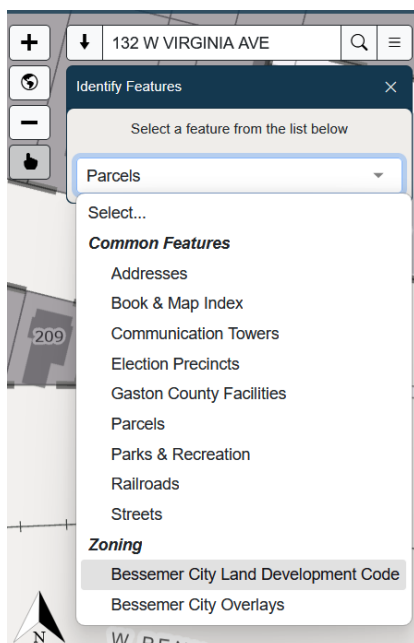 132 W VIRGINIA AVE
Identify Features
Select a feature from the list below
Parcels
Select...
Common Features
Addresses
Book & Map Index
Communication Towers
Election Precincts
Gaston County Facilities
Parcels
Parks & Recreation
Railroads
Streets
Zoning
Bessemer City Land Development Code
Bessemer City Overlays
209
N
W